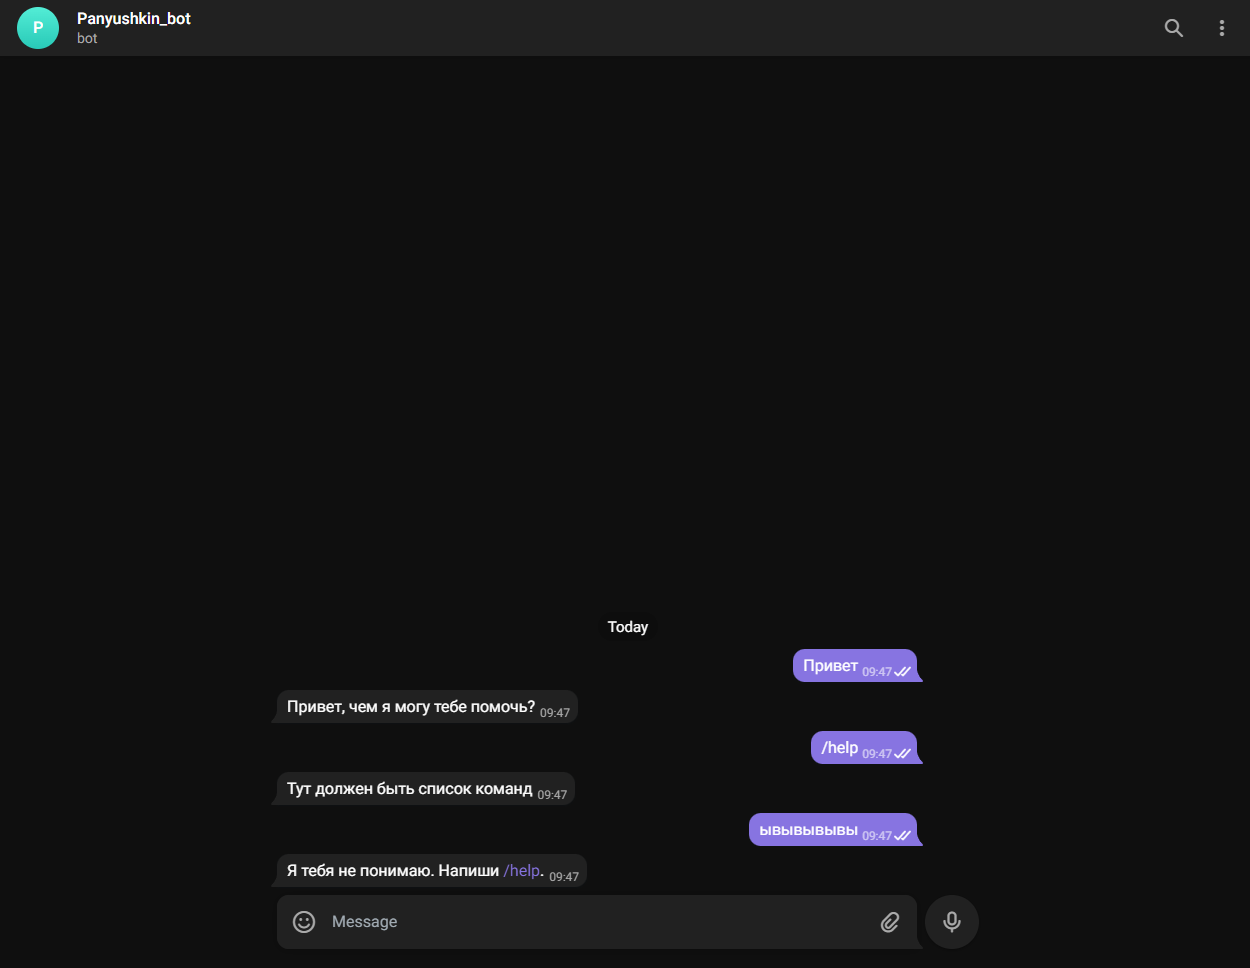 P
Panyushkin_bot
bot
Today
Привет 09:47
Привет, чем я могу тебе помочь? 09:47
/help 09:47
Тут должен быть список команд 09:47
ывывывывы 09:47
Я тебя не понимаю. Напиши /help. 09:47
Message